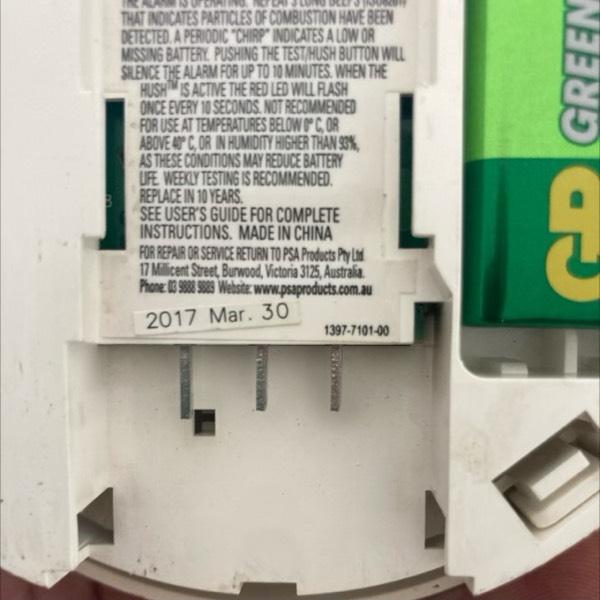 THE ALARM IS OPERATING. REPEATS LONG BEEPS (ISO8201)
THAT INDICATES PARTICLES OF COMBUSTION HAVE BEEN
DETECTED. A PERIODIC "CHIRP" INDICATES A LOW OR
MISSING BATTERY. PUSHING THE TEST/HUSH BUTTON WILL
SILENCE THE ALARM FOR UP TO 10 MINUTES. WHEN THE
HUSH™ IS ACTIVE THE RED LED WILL FLASH
ONCE EVERY 10 SECONDS. NOT RECOMMENDED
FOR USE AT TEMPERATURES BELOW 0° C, OR
ABOVE 40° C, OR IN HUMIDITY HIGHER THAN 93%,
AS THESE CONDITIONS MAY REDUCE BATTERY
LIFE. WEEKLY TESTING IS RECOMMENDED.
REPLACE IN 10 YEARS.
SEE USER'S GUIDE FOR COMPLETE
INSTRUCTIONS. MADE IN CHINA
FOR REPAIR OR SERVICE RETURN TO PSA Products Pty Ltd.
17 Millicent Street, Burwood, Victoria 3125, Australia.
Phone: 03 9888 9889 Website: www.psaproducts.com.au
2017 Mar. 30
1397-7101-00
GREEN
GP